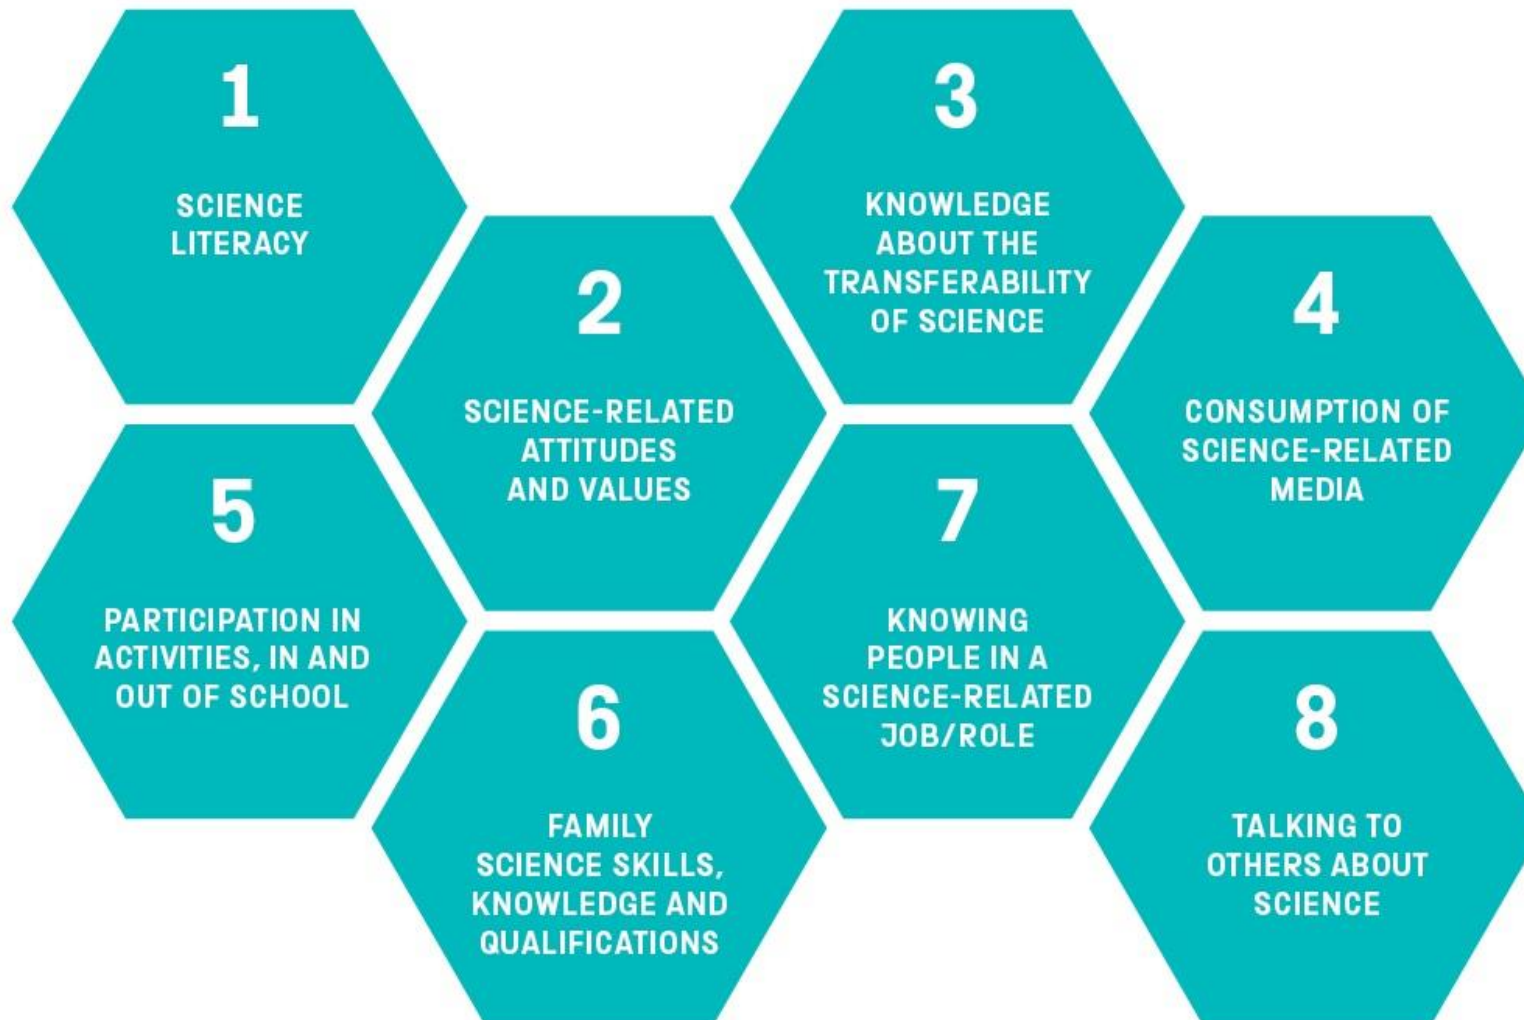 1
SCIENCE
LITERACY
2
SCIENCE-RELATED
ATTITUDES
AND VALUES
3
KNOWLEDGE
ABOUT THE
TRANSFERABILITY
OF SCIENCE
4
CONSUMPTION OF
SCIENCE-RELATED
MEDIA
5
PARTICIPATION IN
ACTIVITIES, IN AND
OUT OF SCHOOL
6
FAMILY
SCIENCE SKILLS,
KNOWLEDGE AND
QUALIFICATIONS
7
KNOWING
PEOPLE IN A
SCIENCE-RELATED
JOB/ROLE
8
TALKING TO
OTHERS ABOUT
SCIENCE